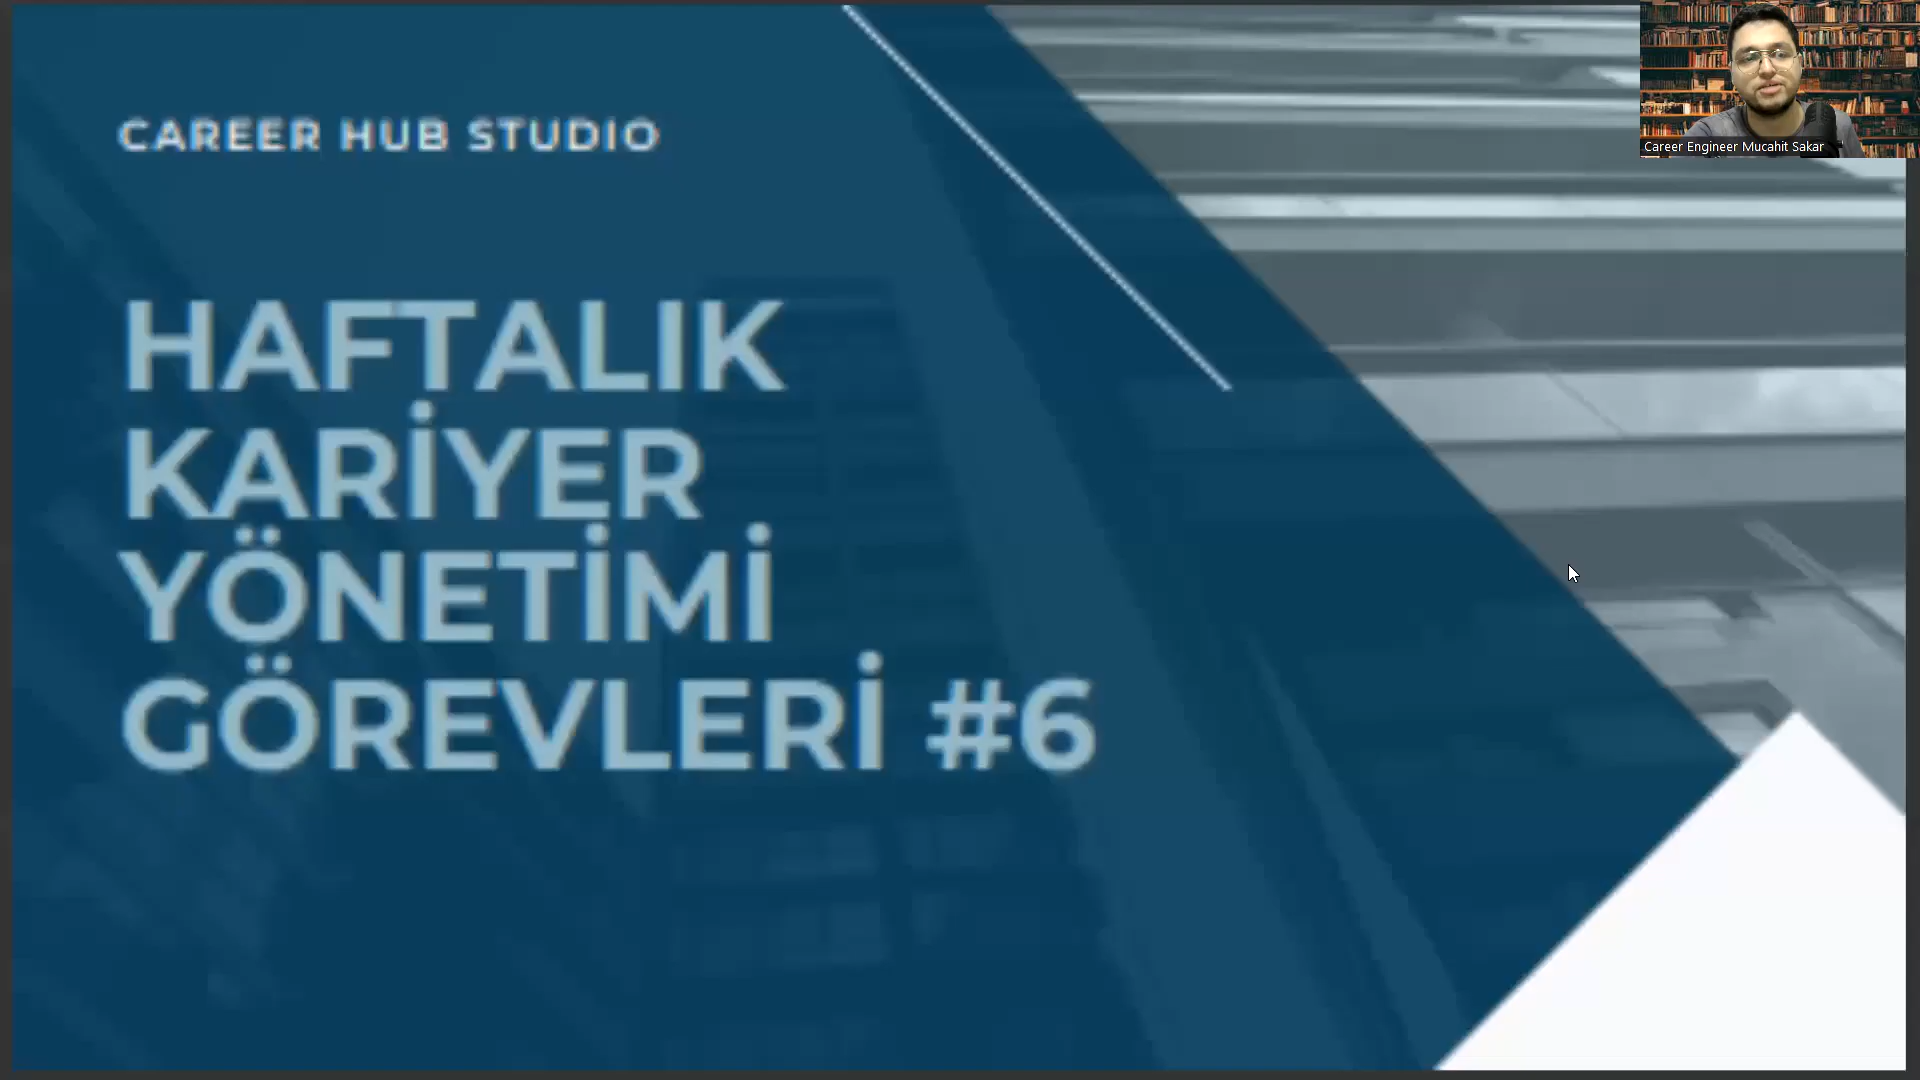 CAREER HUB STUDIO
Career Engineer Mucahit Sakar
HAFTALIK
KARİYER
YÖNETİMİ
GÖREVLERİ #6